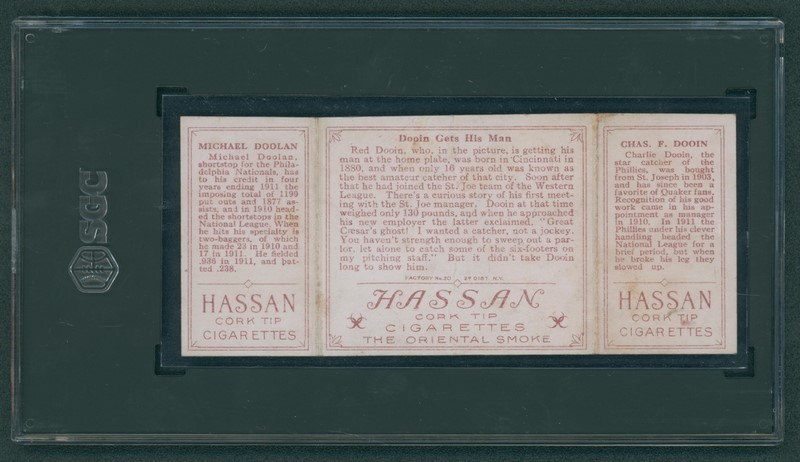 SGC
MICHAEL DOOLAN
Michael Doolan,
shortstop for the Phila-
delphia Nationals, has
to his credit in four
years ending 1911 the
imposing total of 1199
put outs and 1877 as-
sists, and in 1910 head-
ed the shortstops in the
National League. When
he hits his specialty is
two-baggers, of which
he made 23 in 1910 and
17 in 1911. He fielded
.936 in 1911, and bat-
ted .238.
HASSAN
CORK TIP
CIGARETTES
Dooin Gets His Man
Red Dooin, who, in the picture, is getting his
man at the home plate, was born in Cincinnati in
1880, and when only 16 years old was known as
the best amateur catcher of that city. Soon after
that he had joined the St. Joe team of the Western
League. There's a curious story of his first meet-
ing with the St. Joe manager. Dooin at that time
weighed only 130 pounds, and when he approached
his new employer the latter exclaimed, "Great
Cæsar's ghost! I wanted a catcher, not a jockey.
You haven't strength enough to sweep out a par-
lor, let alone to catch some of the six-footers on
my pitching staff." But it didn't take Dooin
long to show him.
FACTORY No. 30 2d DIST. N.Y.
HASSAN
CORK TIP
CIGARETTES
THE ORIENTAL SMOKE
CHAS. F. DOOIN
Charlie Dooin, the
star catcher of the
Phillies, was bought
from St. Joseph in 1903,
and has since been a
favorite of Quaker fans.
Recognition of his good
work came in his ap-
pointment as manager
in 1910. In 1911 the
Phillies under his clever
handling headed the
National League for a
brief period, but when
he broke his leg they
slowed up.
HASSAN
CORK TIP
CIGARETTES